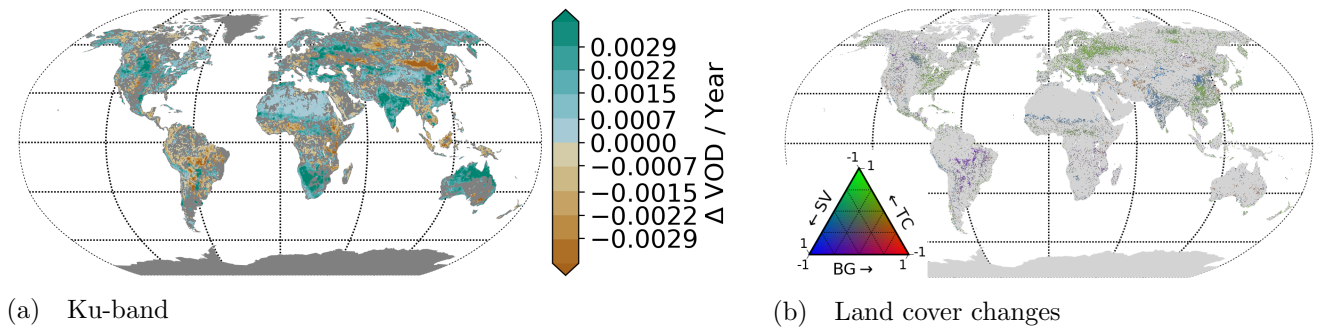 0.0029
0.0022
0.0015
0.0007
0.0000
−0.0007
−0.0015
−0.0022
−0.0029
Δ VOD / Year
-1 1
← SV
← TC
1 -1
-1 BG → 1
(a) Ku-band
(b) Land cover changes